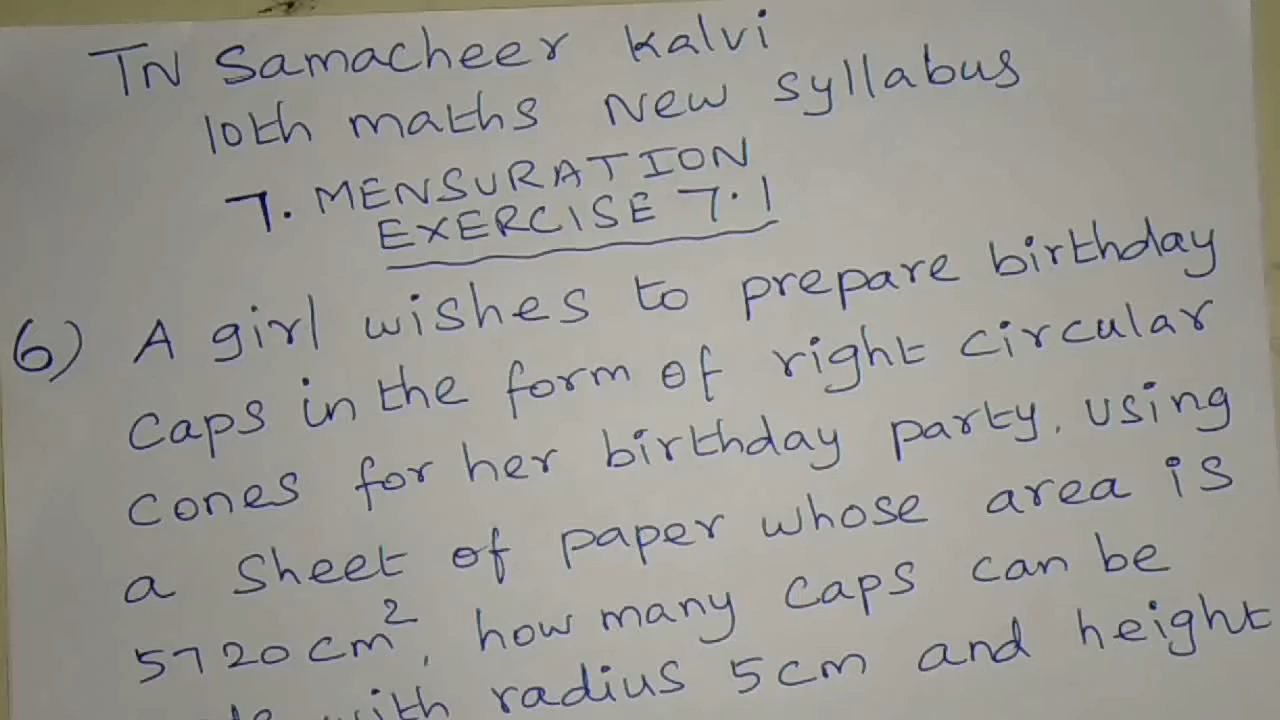 TN Samacheer Kalvi
10th maths New syllabus
7. MENSURATION
EXERCISE 7.1
6) A girl wishes to prepare birthday
caps in the form of right circular
cones for her birthday party, using
a sheet of paper whose area is
5720 cm², how many caps can be
with radius 5cm and height